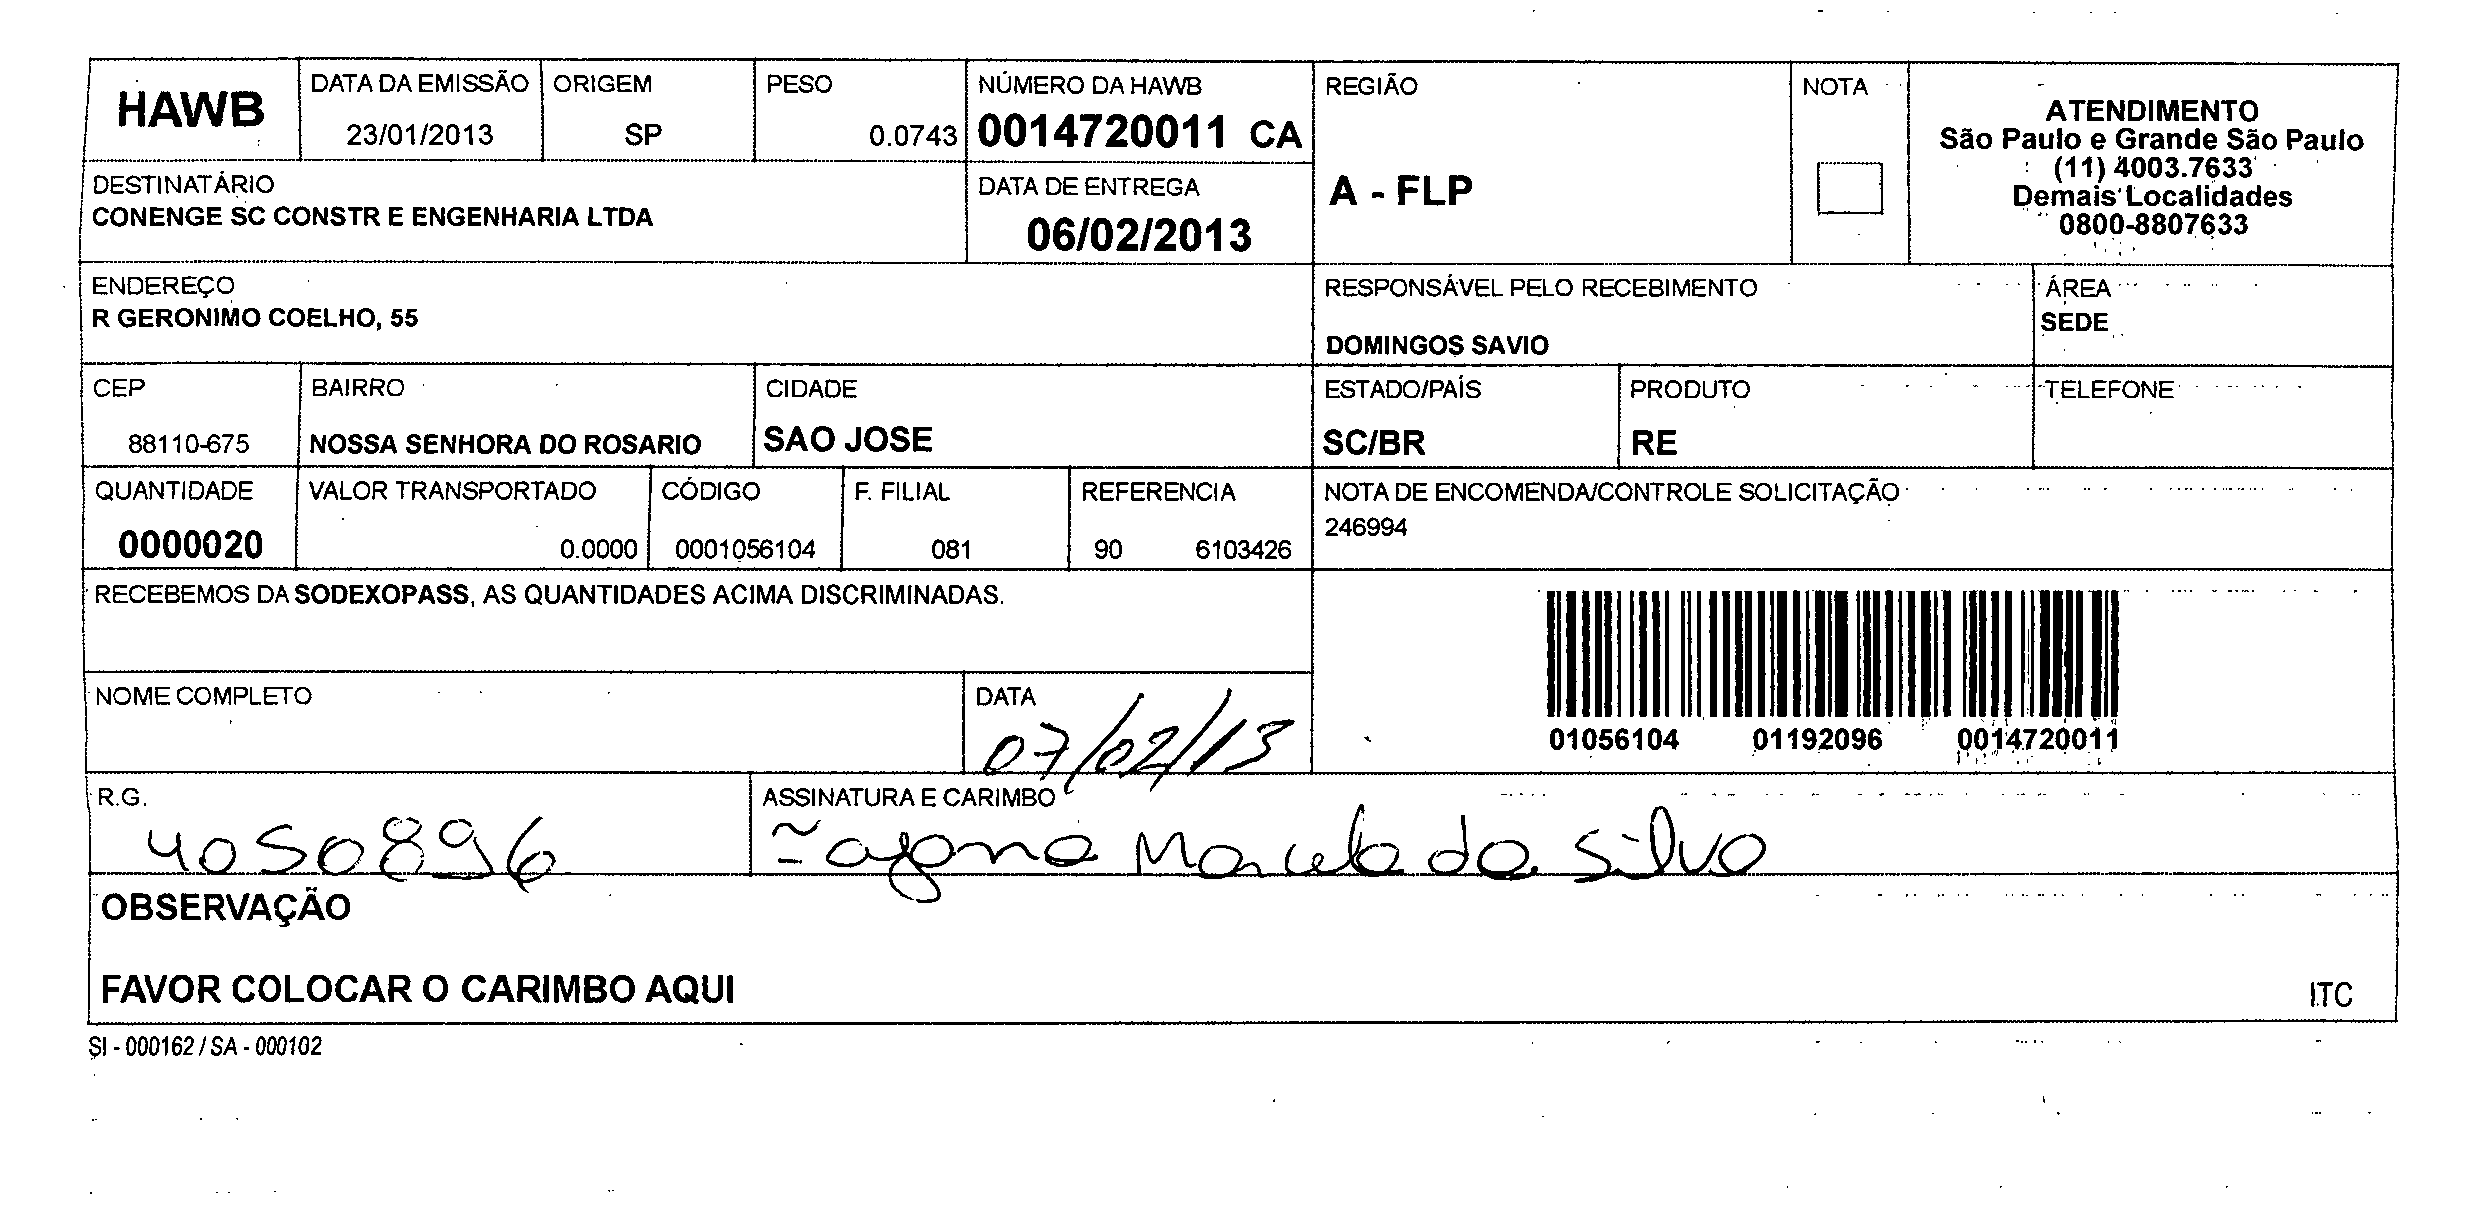 HAWB
DATA DA EMISSÃO
23/01/2013
ORIGEM
SP
PESO
0.0743
NÚMERO DA HAWB
0014720011 CA
REGIÃO
A - FLP
NOTA
ATENDIMENTO
São Paulo e Grande São Paulo
(11) 4003.7633
Demais Localidades
0800-8807633
DESTINATÁRIO
CONENGE SC CONSTR E ENGENHARIA LTDA
DATA DE ENTREGA
06/02/2013
ENDEREÇO
R GERONIMO COELHO, 55
RESPONSÁVEL PELO RECEBIMENTO
DOMINGOS SAVIO
ÁREA
SEDE
CEP
88110-675
BAIRRO
NOSSA SENHORA DO ROSARIO
CIDADE
SAO JOSE
ESTADO/PAÍS
SC/BR
PRODUTO
RE
TELEFONE
QUANTIDADE
0000020
VALOR TRANSPORTADO
0.0000
CÓDIGO
0001056104
F. FILIAL
081
REFERENCIA
90 6103426
NOTA DE ENCOMENDA/CONTROLE SOLICITAÇÃO
246994
RECEBEMOS DA SODEXOPASS, AS QUANTIDADES ACIMA DISCRIMINADAS.
01056104 01192096 0014720011
NOME COMPLETO
DATA
07/02/13
R.G.
4050896
ASSINATURA E CARIMBO
da Silva
OBSERVAÇÃO
FAVOR COLOCAR O CARIMBO AQUI
ITC
SI - 000162 / SA - 000102